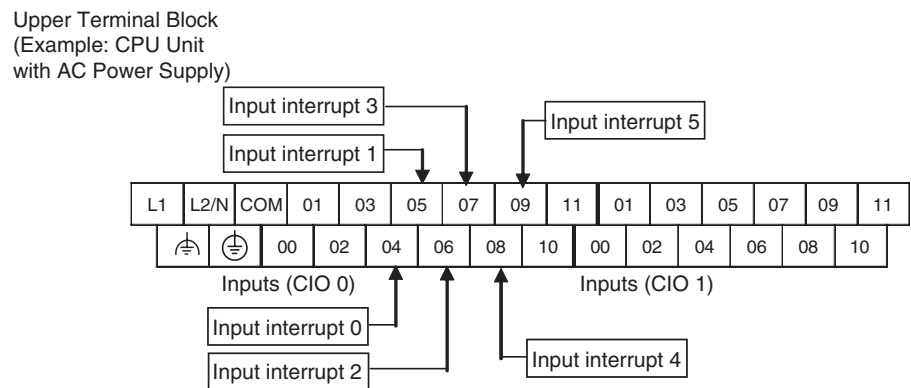 Upper Terminal Block
(Example: CPU Unit
with AC Power Supply)
Input interrupt 3
Input interrupt 5
Input interrupt 1
L1 L2/N COM 01 03 05 07 09 11 01 03 05 07 09 11
00 02 04 06 08 10 00 02 04 06 08 10
Inputs (CIO 0) Inputs (CIO 1)
Input interrupt 0
Input interrupt 2
Input interrupt 4